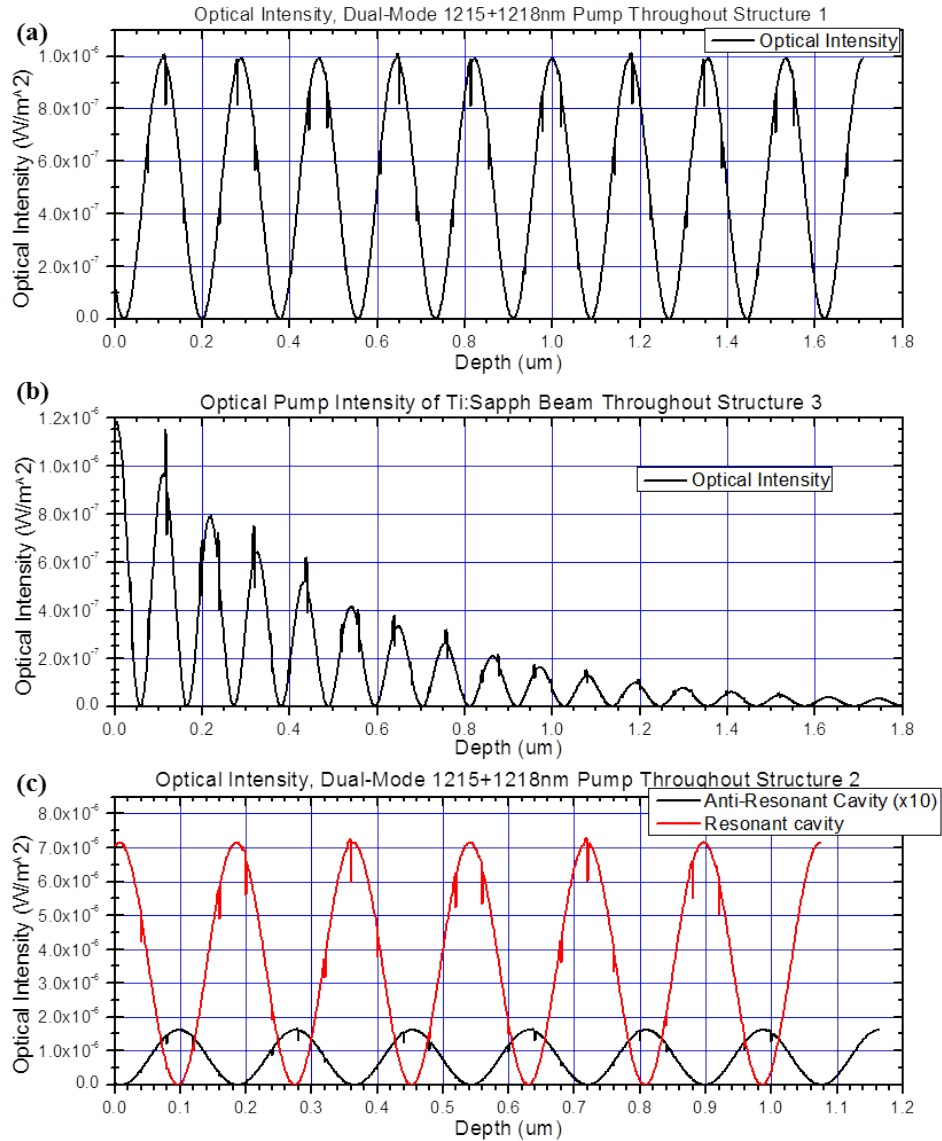 (a)
Optical Intensity, Dual-Mode 1215+1218nm Pump Throughout Structure 1
Optical Intensity
Optical Intensity (W/m^2)
1.0x10-6
8.0x10-7
6.0x10-7
4.0x10-7
2.0x10-7
0.0
0.0 0.2 0.4 0.6 0.8 1.0 1.2 1.4 1.6 1.8
Depth (um)
(b)
Optical Pump Intensity of Ti:Sapph Beam Throughout Structure 3
Optical Intensity
Optical Intensity (W/m^2)
1.2x10-6
1.0x10-6
8.0x10-7
6.0x10-7
4.0x10-7
2.0x10-7
0.0
0.0 0.2 0.4 0.6 0.8 1.0 1.2 1.4 1.6 1.8
Depth (um)
(c)
Optical Intensity, Dual-Mode 1215+1218nm Pump Throughout Structure 2
Anti-Resonant Cavity (x10)
Resonant cavity
Optical Intensity (W/m^2)
8.0x10-6
7.0x10-6
6.0x10-6
5.0x10-6
4.0x10-6
3.0x10-6
2.0x10-6
1.0x10-6
0.0
0.0 0.1 0.2 0.3 0.4 0.5 0.6 0.7 0.8 0.9 1.0 1.1 1.2
Depth (um)